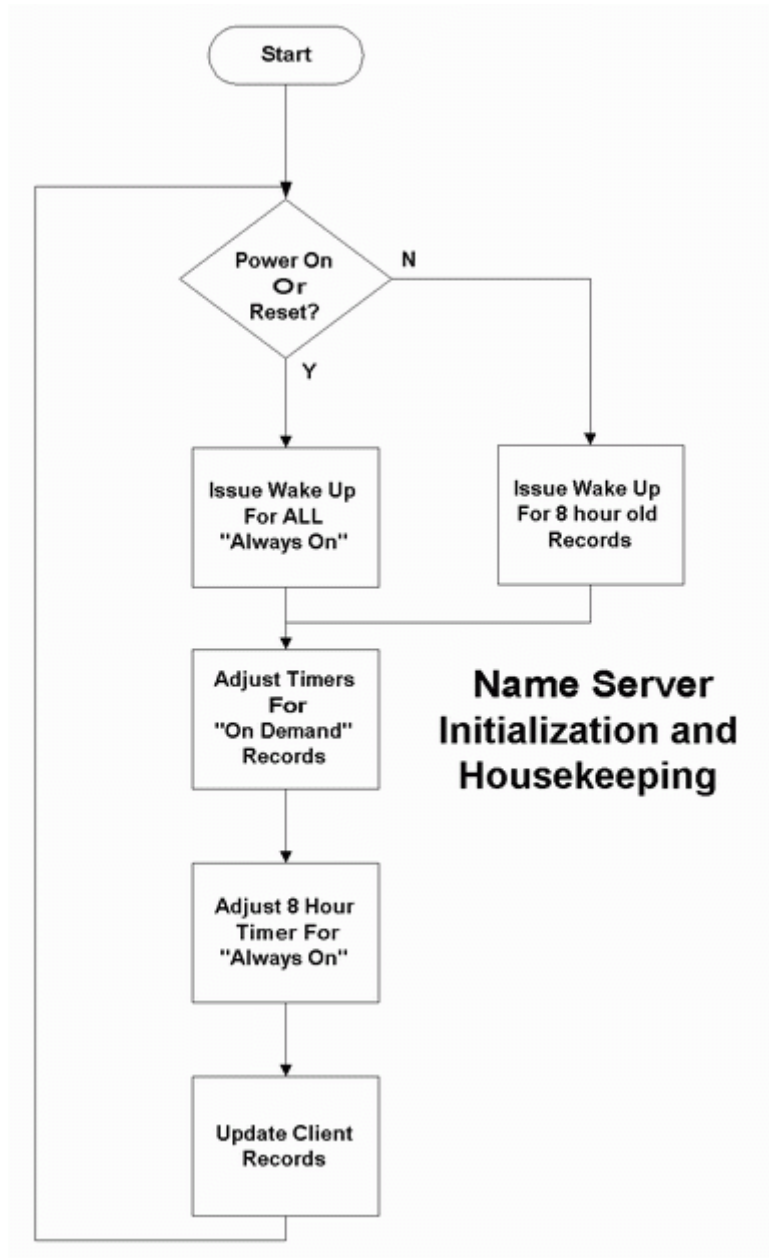 Start
Power On
Or
Reset?
N
Y
Issue Wake Up
For ALL
"Always On"
Issue Wake Up
For 8 hour old
Records
Adjust Timers
For
"On Demand"
Records
Name Server
Initialization and
Housekeeping
Adjust 8 Hour
Timer For
"Always On"
Update Client
Records